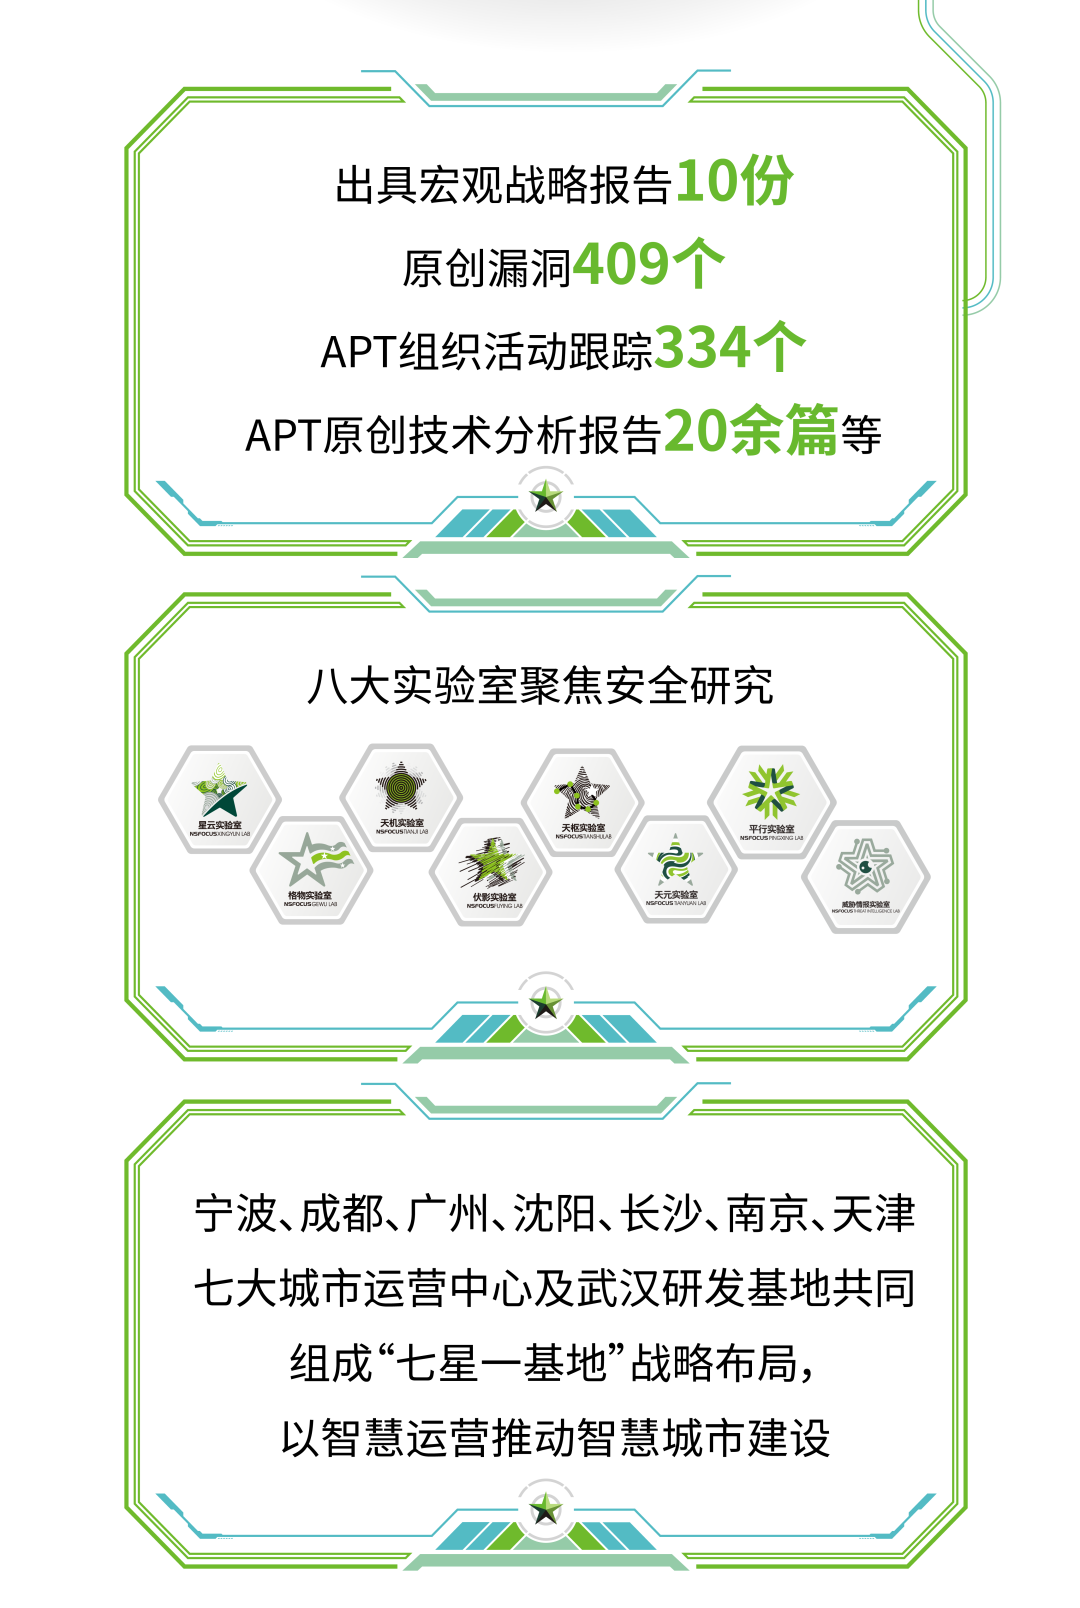 出具宏观战略报告10份
原创漏洞409个
APT组织活动跟踪334个
APT原创技术分析报告20余篇等
八大实验室聚焦安全研究
星云实验室
NSFOCUS XINGYUN LAB
天机实验室
NSFOCUS TIANJI LAB
天枢实验室
NSFOCUS TIANSHU LAB
平行实验室
NSFOCUS PINGXING LAB
格物实验室
NSFOCUS GEWU LAB
伏影实验室
NSFOCUS FUYING LAB
天元实验室
NSFOCUS TIANYUAN LAB
威胁情报实验室
NSFOCUS THREAT INTELLIGENCE LAB
宁波、成都、广州、沈阳、长沙、南京、天津
七大城市运营中心及武汉研发基地共同
组成“七星一基地”战略布局，
以智慧运营推动智慧城市建设